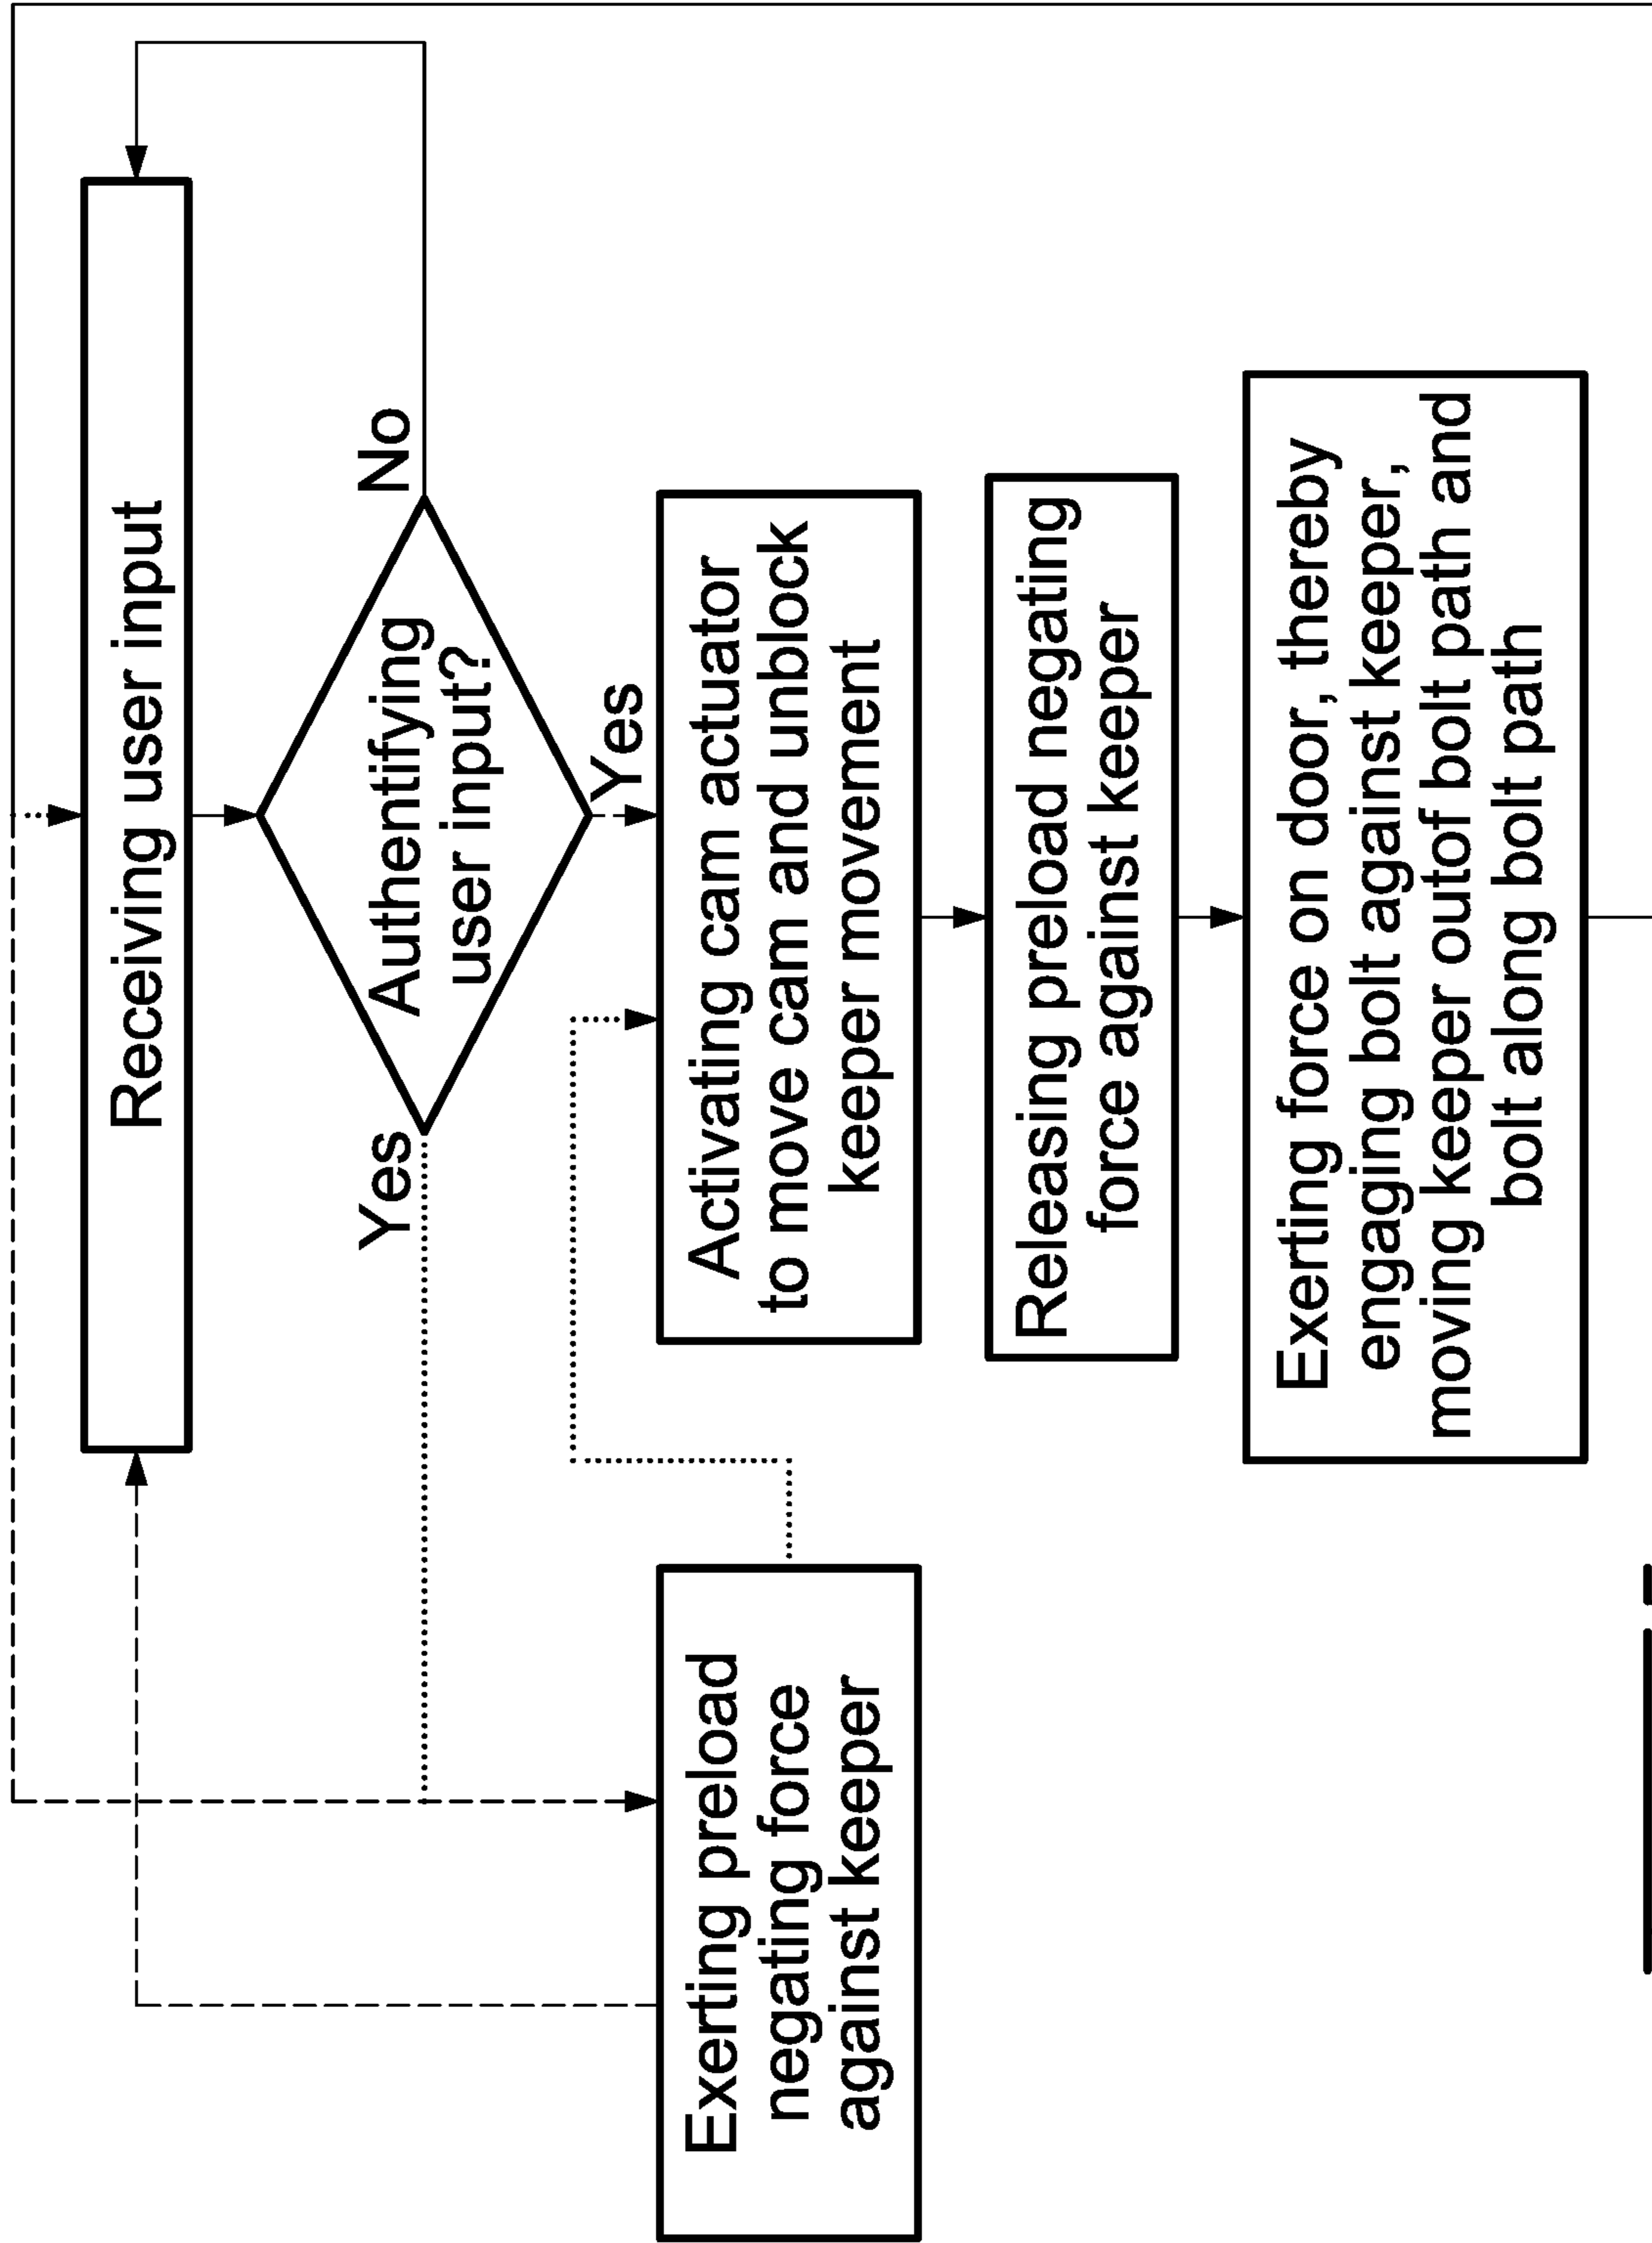 Receiving user input
Authentifying
user input?
No
Yes
Yes
Exerting preload
negating force
against keeper
Activating cam actuator
to move cam and unblock
keeper movement
Releasing preload negating
force against keeper
Exerting force on door, thereby
engaging bolt against keeper,
moving keeper outof bolt path and
bolt along bolt path